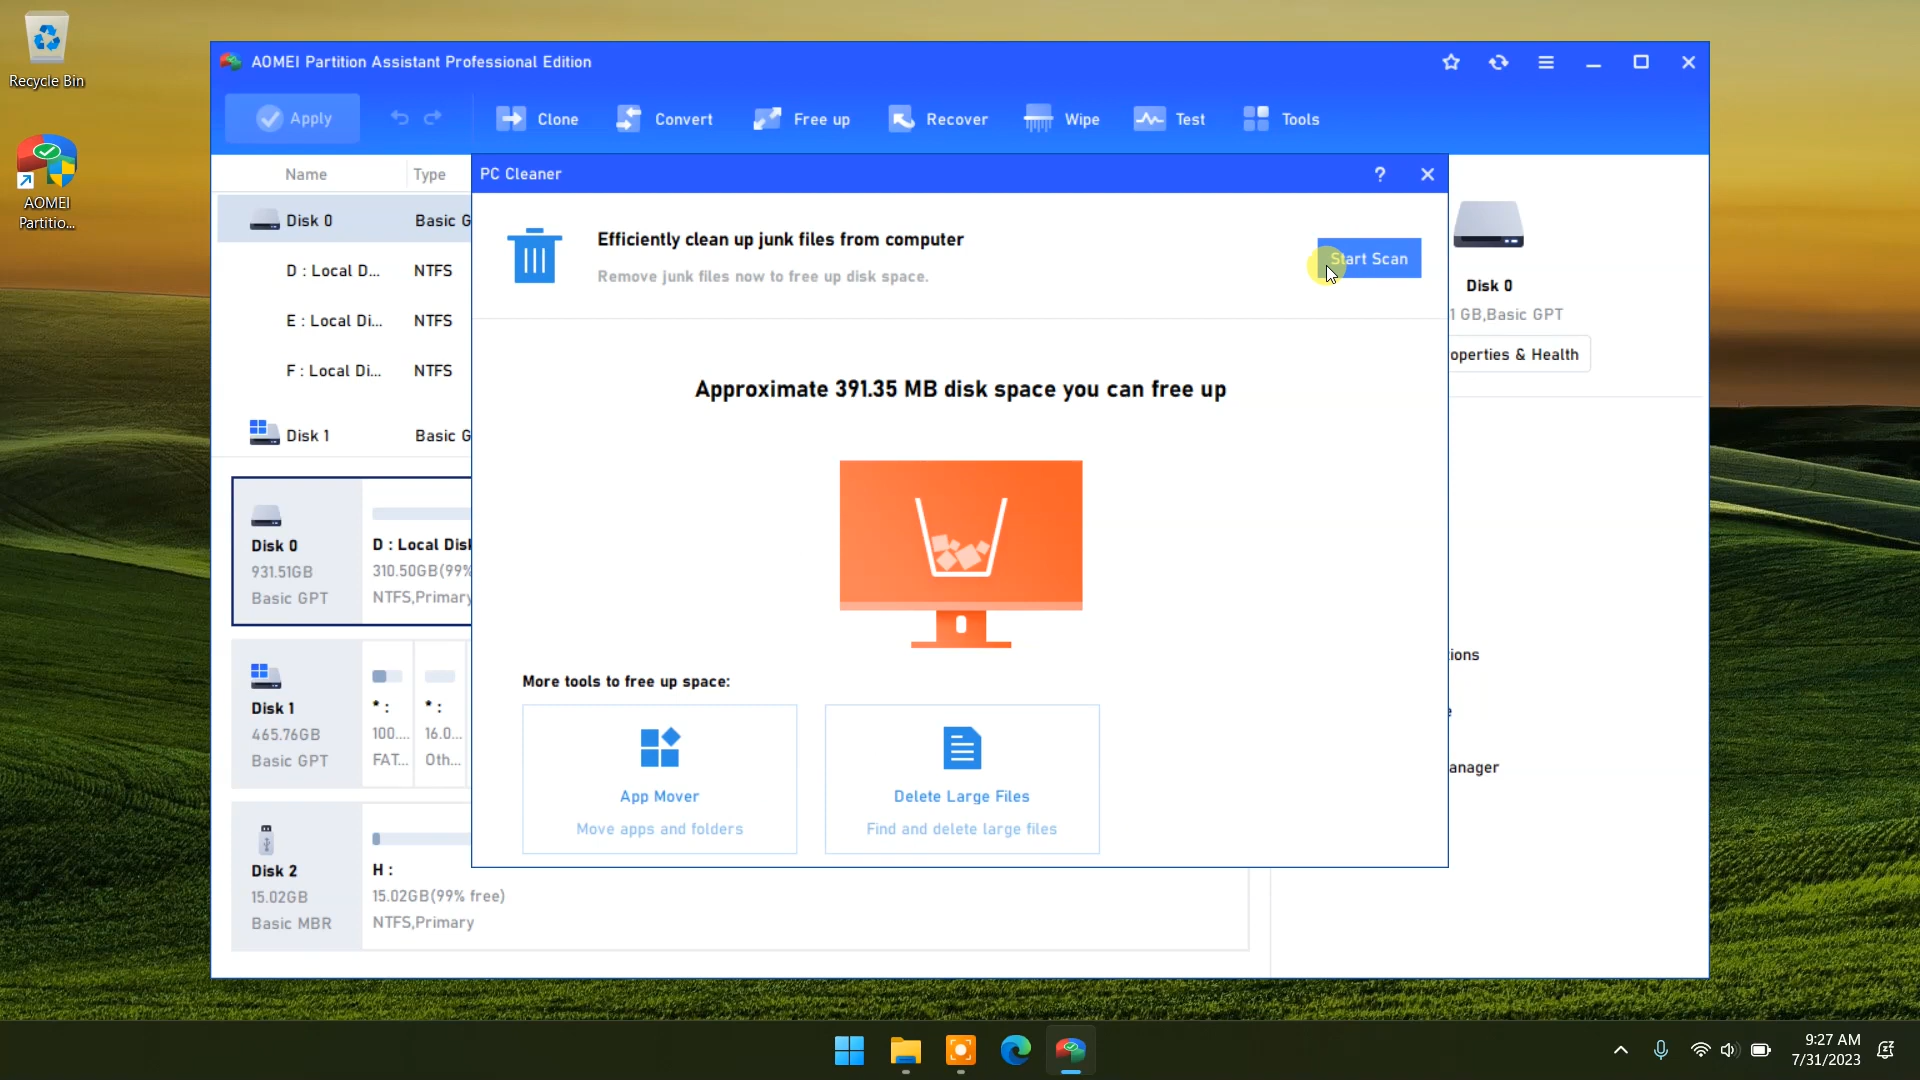 Recycle Bin
AOMEI
Partitio...
AOMEI Partition Assistant Professional Edition
Apply
Clone
Convert
Free up
Recover
Wipe
Test
Tools
Name
Type
PC Cleaner
?
Disk 0
Basic G
D : Local D...
NTFS
E : Local Di...
NTFS
F : Local Di...
NTFS
Disk 1
Basic G
Efficiently clean up junk files from computer
Remove junk files now to free up disk space.
Start Scan
Approximate 391.35 MB disk space you can free up
More tools to free up space:
App Mover
Move apps and folders
Delete Large Files
Find and delete large files
Disk 0
1 GB,Basic GPT
operties & Health
ions
e
anager
Disk 0
931.51GB
Basic GPT
D : Local Disk
310.50GB(99%
NTFS,Primary
Disk 1
465.76GB
Basic GPT
* :
100....
FAT...
* :
16.0...
Oth...
Disk 2
15.02GB
Basic MBR
H :
15.02GB(99% free)
NTFS,Primary
9:27 AM
7/31/2023